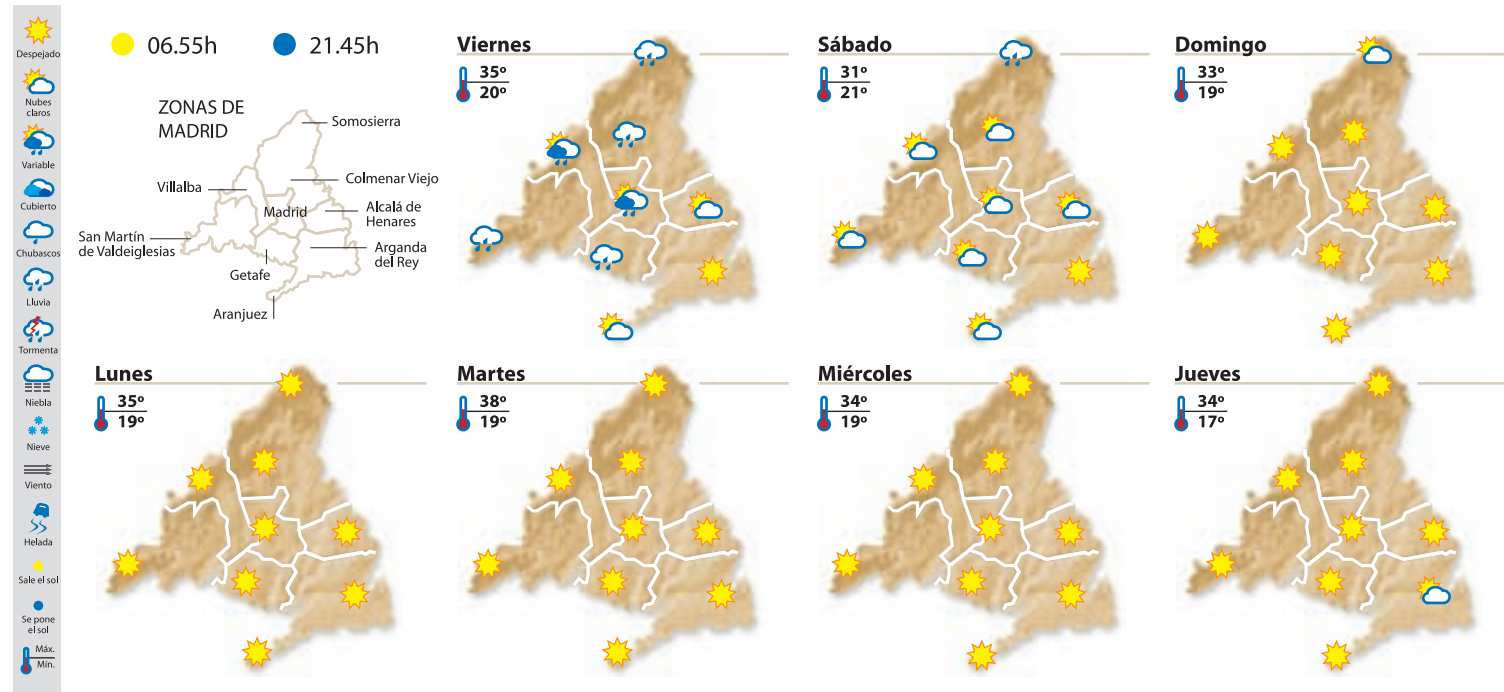 Despejado
Nubes
claros
Variable
Cubierto
Chubascos
Lluvia
Tormenta
Niebla
Nieve
Viento
Helada
Sale el sol
Se pone
el sol
Máx.
Mín.
06.55h
21.45h
ZONAS DE
MADRID
Somosierra
Colmenar Viejo
Villalba
Madrid
Alcalá de
Henares
San Martín
de Valdeiglesias
Arganda
del Rey
Getafe
Aranjuez
Viernes
35º
20º
Sábado
31º
21º
Domingo
33º
19º
Lunes
35º
19º
Martes
38º
19º
Miércoles
34º
19º
Jueves
34º
17º